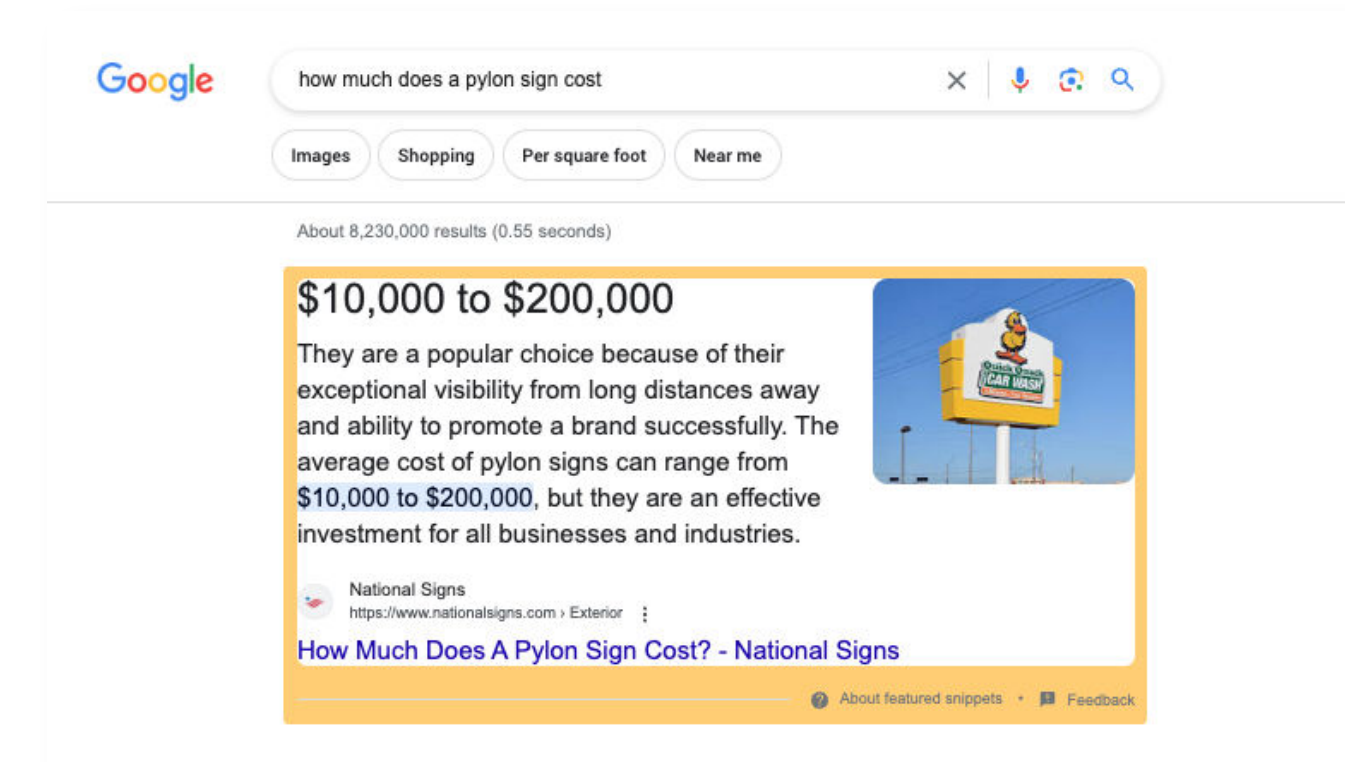 Google
how much does a pylon sign cost
Images Shopping Per square foot Near me
About 8,230,000 results (0.55 seconds)
$10,000 to $200,000
They are a popular choice because of their
exceptional visibility from long distances away
and ability to promote a brand successfully. The
average cost of pylon signs can range from
$10,000 to $200,000, but they are an effective
investment for all businesses and industries.
Quick Quack
CAR WASH
National Signs
https://www.nationalsigns.com › Exterior
How Much Does A Pylon Sign Cost? - National Signs
About featured snippets • Feedback